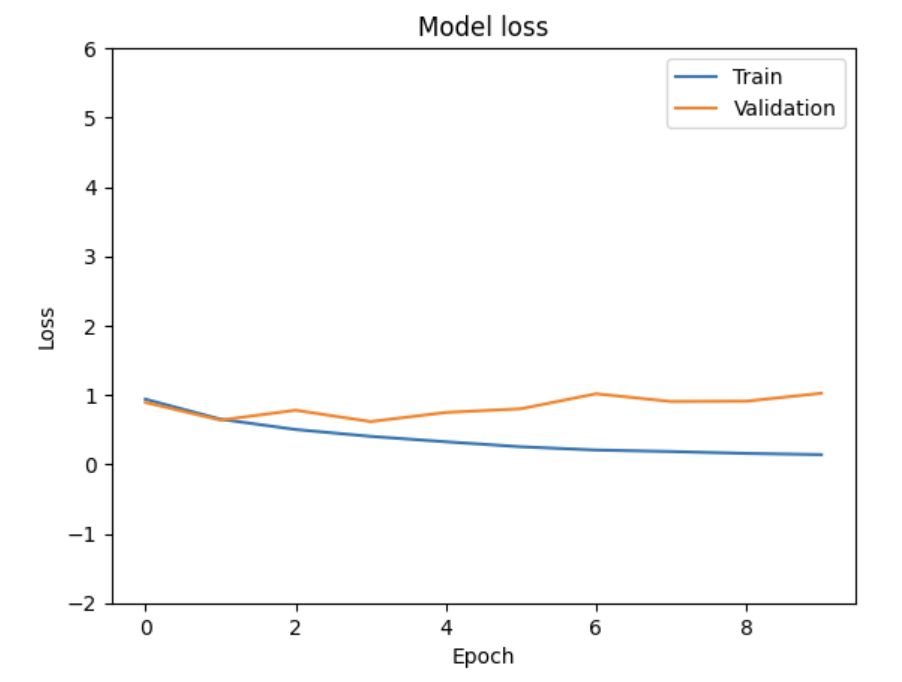 Model loss
6
5
4
3
2
1
0
−1
−2
Loss
Train
Validation
0 2 4 6 8
Epoch